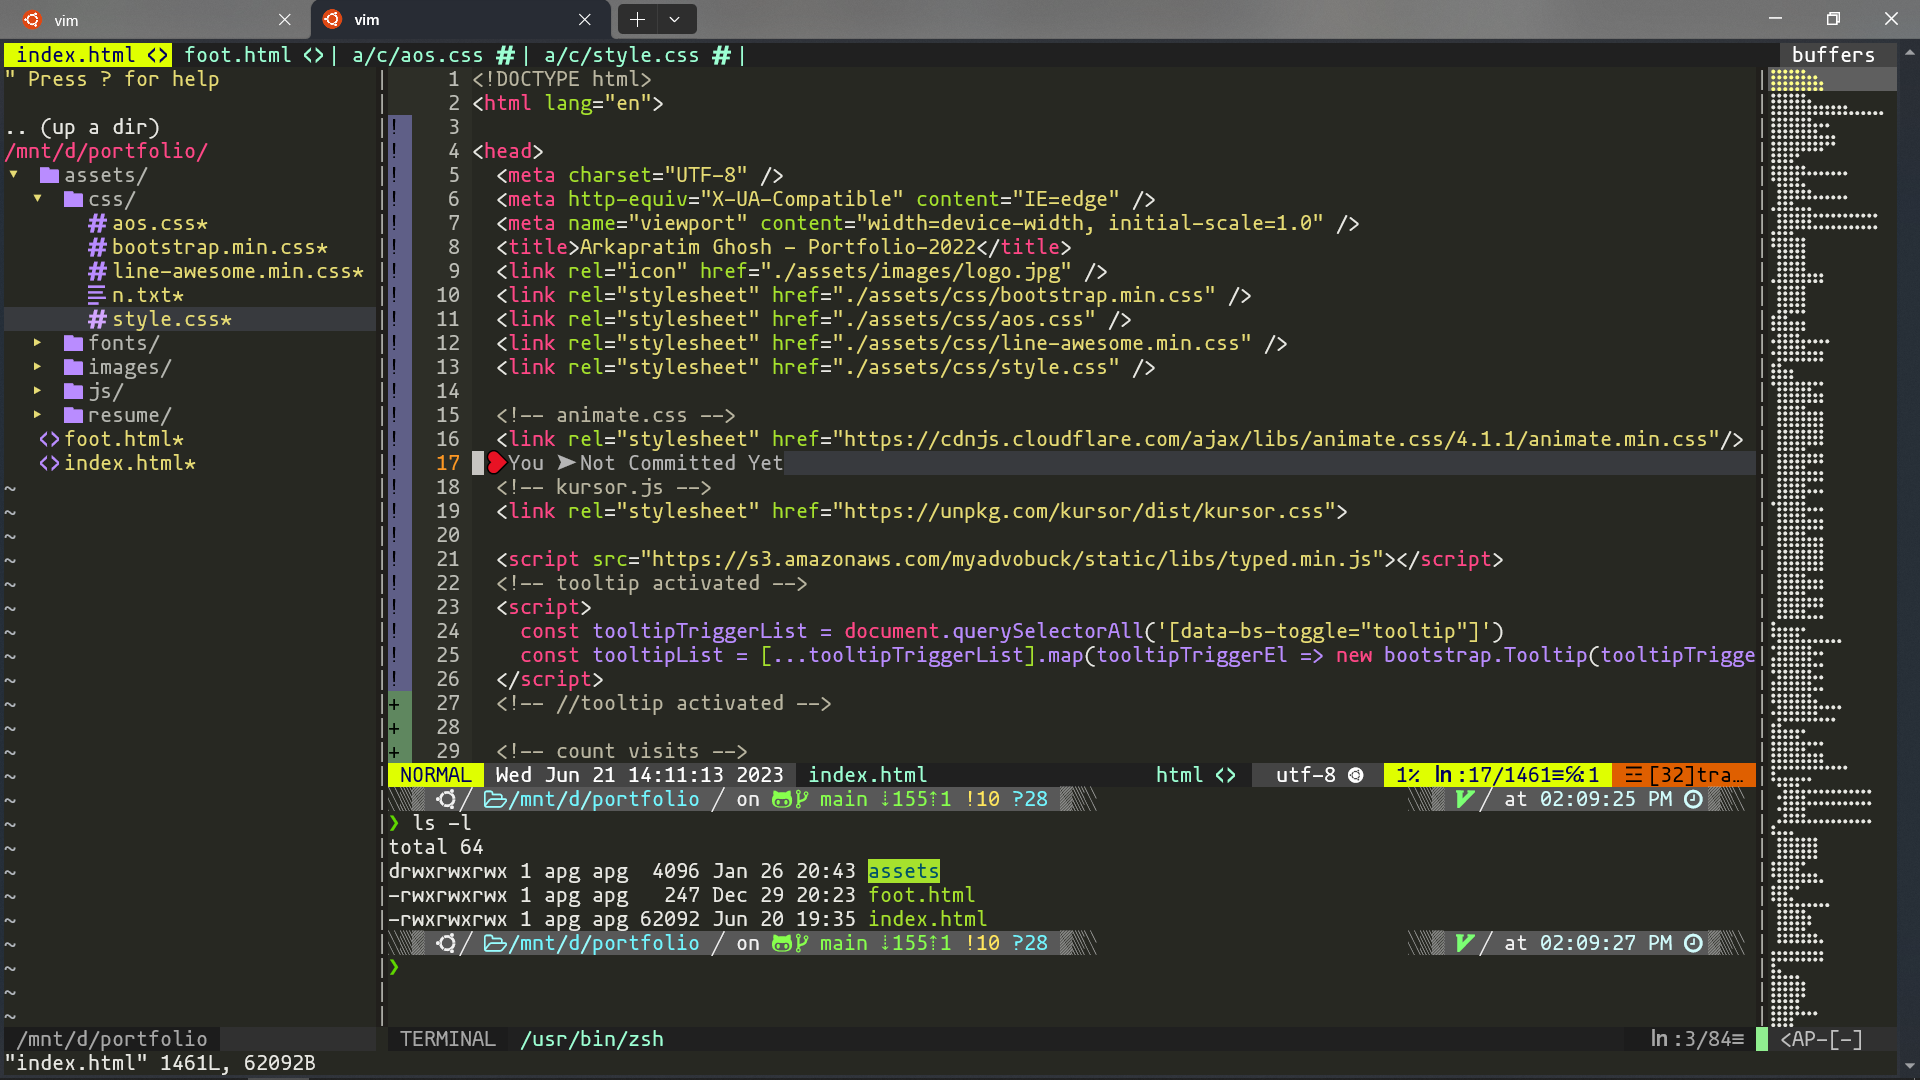 vim
vim
index.html <> foot.html <> | a/c/aos.css # | a/c/style.css # |
buffers
" Press ? for help
.. (up a dir)
/mnt/d/portfolio/
▾ assets/
▾ css/
# aos.css*
# bootstrap.min.css*
# line-awesome.min.css*
n.txt*
# style.css*
▸ fonts/
▸ images/
▸ js/
▸ resume/
<> foot.html*
<> index.html*
1 <!DOCTYPE html>
2 <html lang="en">
! 3
! 4 <head>
! 5 <meta charset="UTF-8" />
! 6 <meta http-equiv="X-UA-Compatible" content="IE=edge" />
! 7 <meta name="viewport" content="width=device-width, initial-scale=1.0" />
! 8 <title>Arkapratim Ghosh - Portfolio-2022</title>
! 9 <link rel="icon" href="./assets/images/logo.jpg" />
! 10 <link rel="stylesheet" href="./assets/css/bootstrap.min.css" />
! 11 <link rel="stylesheet" href="./assets/css/aos.css" />
! 12 <link rel="stylesheet" href="./assets/css/line-awesome.min.css" />
! 13 <link rel="stylesheet" href="./assets/css/style.css" />
! 14
! 15 <!-- animate.css -->
! 16 <link rel="stylesheet" href="https://cdnjs.cloudflare.com/ajax/libs/animate.css/4.1.1/animate.min.css"/>
! 17 ❤You ➤Not Committed Yet
! 18 <!-- kursor.js -->
! 19 <link rel="stylesheet" href="https://unpkg.com/kursor/dist/kursor.css">
! 20
! 21 <script src="https://s3.amazonaws.com/myadvobuck/static/libs/typed.min.js"></script>
! 22 <!-- tooltip activated -->
! 23 <script>
! 24 const tooltipTriggerList = document.querySelectorAll('[data-bs-toggle="tooltip"]')
! 25 const tooltipList = [...tooltipTriggerList].map(tooltipTriggerEl => new bootstrap.Tooltip(tooltipTrigge
! 26 </script>
+ 27 <!-- //tooltip activated -->
+ 28
+ 29 <!-- count visits -->
NORMAL Wed Jun 21 14:11:13 2023 index.html html <> utf-8 1% ln:17/1461≡℅:1 ☲ [32]tra…
/ /mnt/d/portfolio / on main ⇣155⇡1 !10 ?28 V / at 02:09:25 PM
❯ ls -l
total 64
drwxrwxrwx 1 apg apg 4096 Jan 26 20:43 assets
-rwxrwxrwx 1 apg apg 247 Dec 29 20:23 foot.html
-rwxrwxrwx 1 apg apg 62092 Jun 20 19:35 index.html
/ /mnt/d/portfolio / on main ⇣155⇡1 !10 ?28 V / at 02:09:27 PM
❯
/mnt/d/portfolio
TERMINAL /usr/bin/zsh ln:3/84≡ <AP-[-]
"index.html" 1461L, 62092B